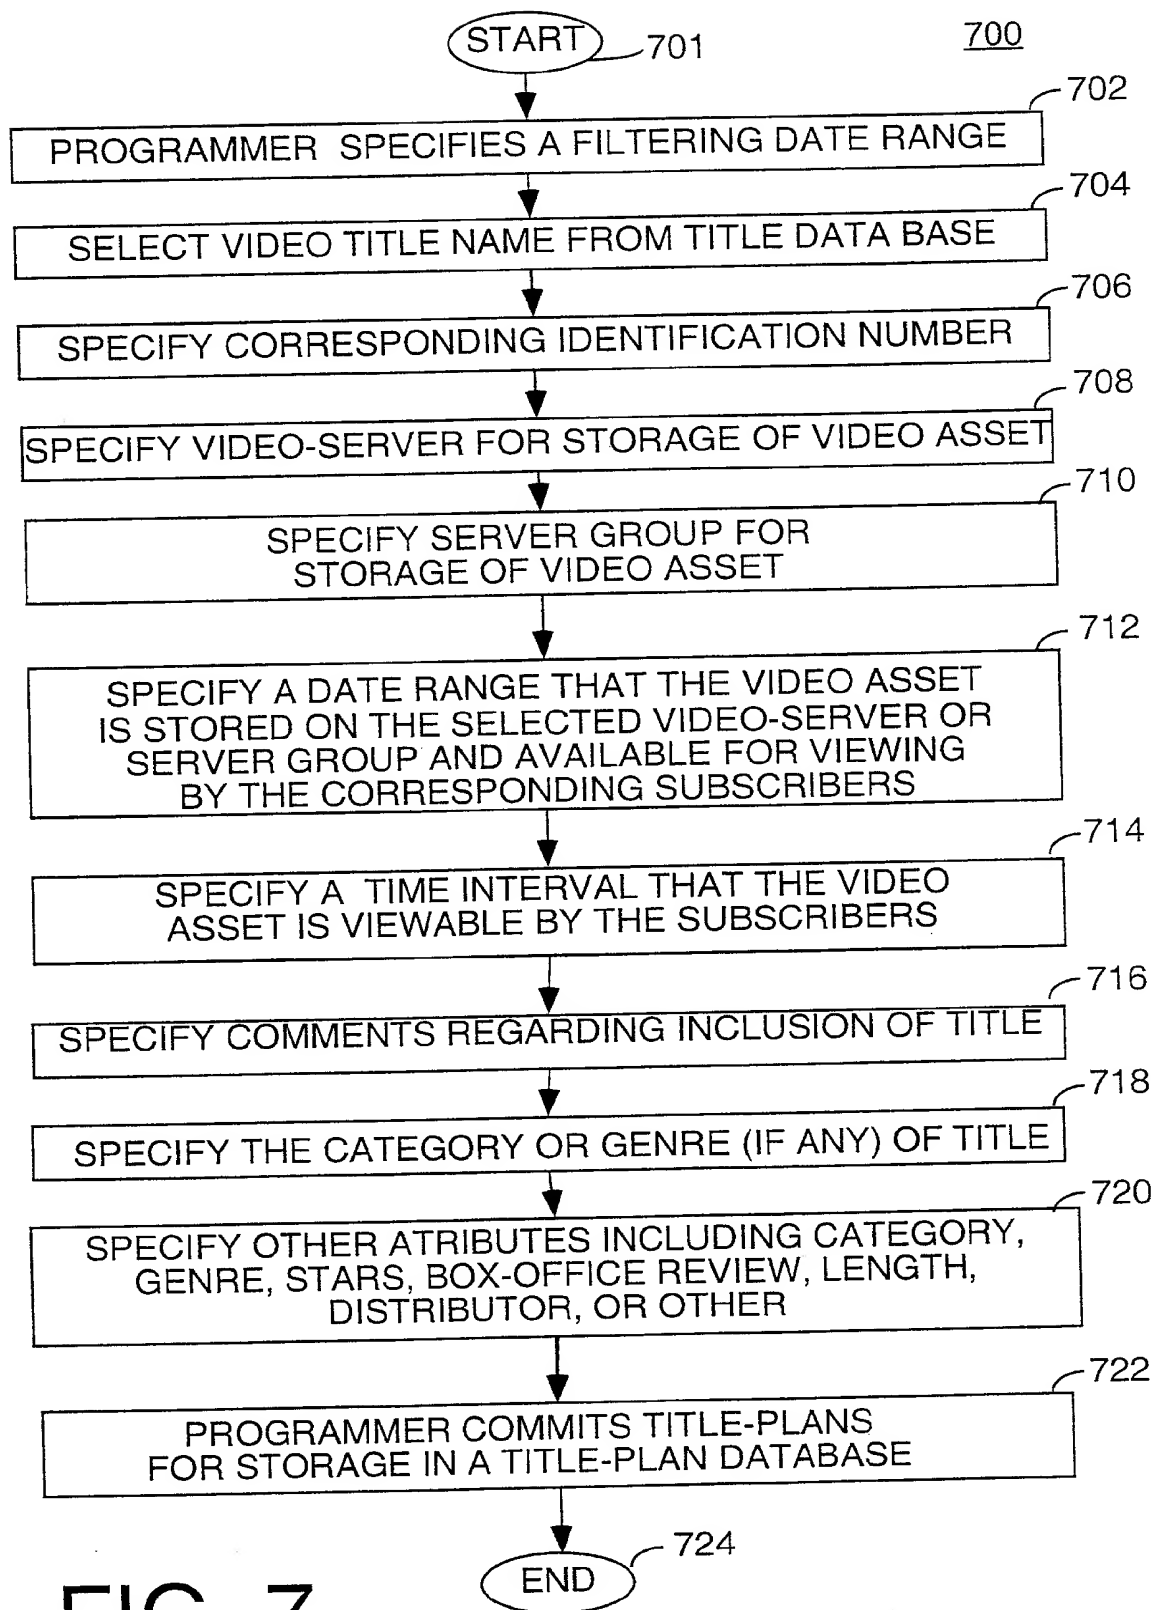 START
701
700
702
PROGRAMMER SPECIFIES A FILTERING DATE RANGE
704
SELECT VIDEO TITLE NAME FROM TITLE DATA BASE
706
SPECIFY CORRESPONDING IDENTIFICATION NUMBER
708
SPECIFY VIDEO-SERVER FOR STORAGE OF VIDEO ASSET
710
SPECIFY SERVER GROUP FOR
STORAGE OF VIDEO ASSET
712
SPECIFY A DATE RANGE THAT THE VIDEO ASSET
IS STORED ON THE SELECTED VIDEO-SERVER OR
SERVER GROUP AND AVAILABLE FOR VIEWING
BY THE CORRESPONDING SUBSCRIBERS
714
SPECIFY A TIME INTERVAL THAT THE VIDEO
ASSET IS VIEWABLE BY THE SUBSCRIBERS
716
SPECIFY COMMENTS REGARDING INCLUSION OF TITLE
718
SPECIFY THE CATEGORY OR GENRE (IF ANY) OF TITLE
720
SPECIFY OTHER ATRIBUTES INCLUDING CATEGORY,
GENRE, STARS, BOX-OFFICE REVIEW, LENGTH,
DISTRIBUTOR, OR OTHER
722
PROGRAMMER COMMITS TITLE-PLANS
FOR STORAGE IN A TITLE-PLAN DATABASE
724
END
FIG. 7